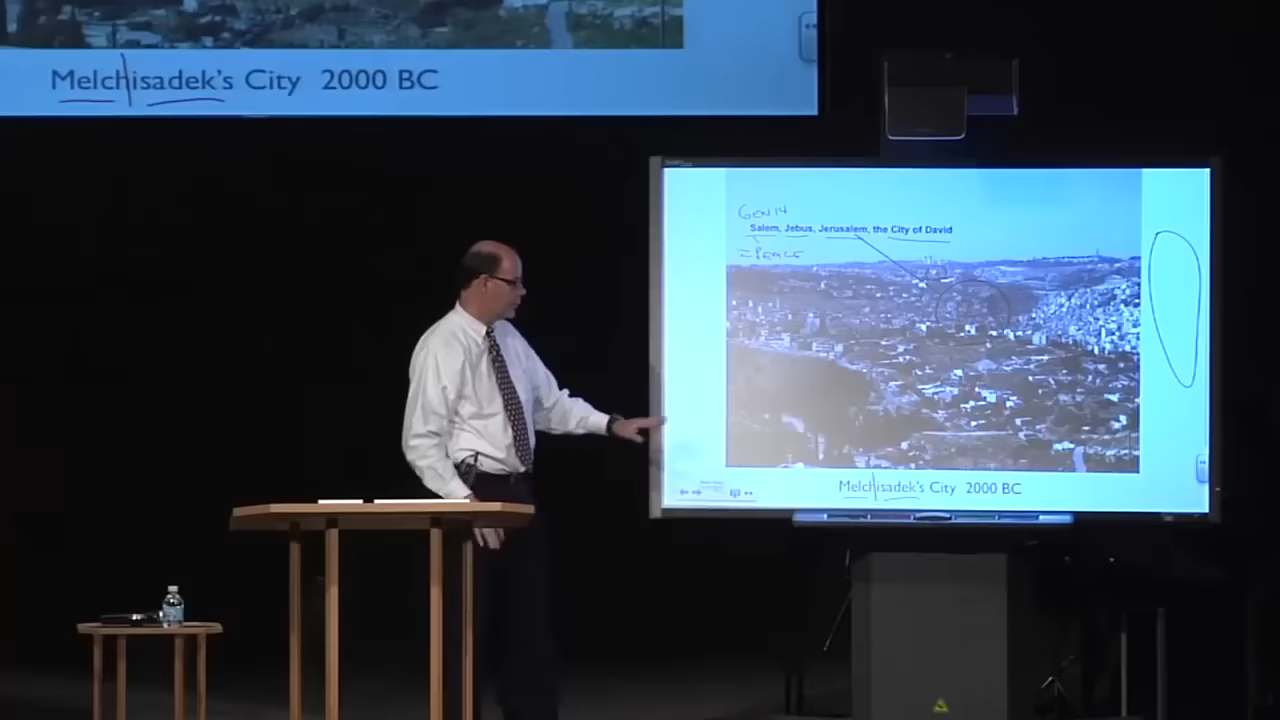 Melchisadek's City 2000 BC
GEN 14
Salem, Jebus, Jerusalem, the City of David
= PEACE
Melchisadek's City 2000 BC